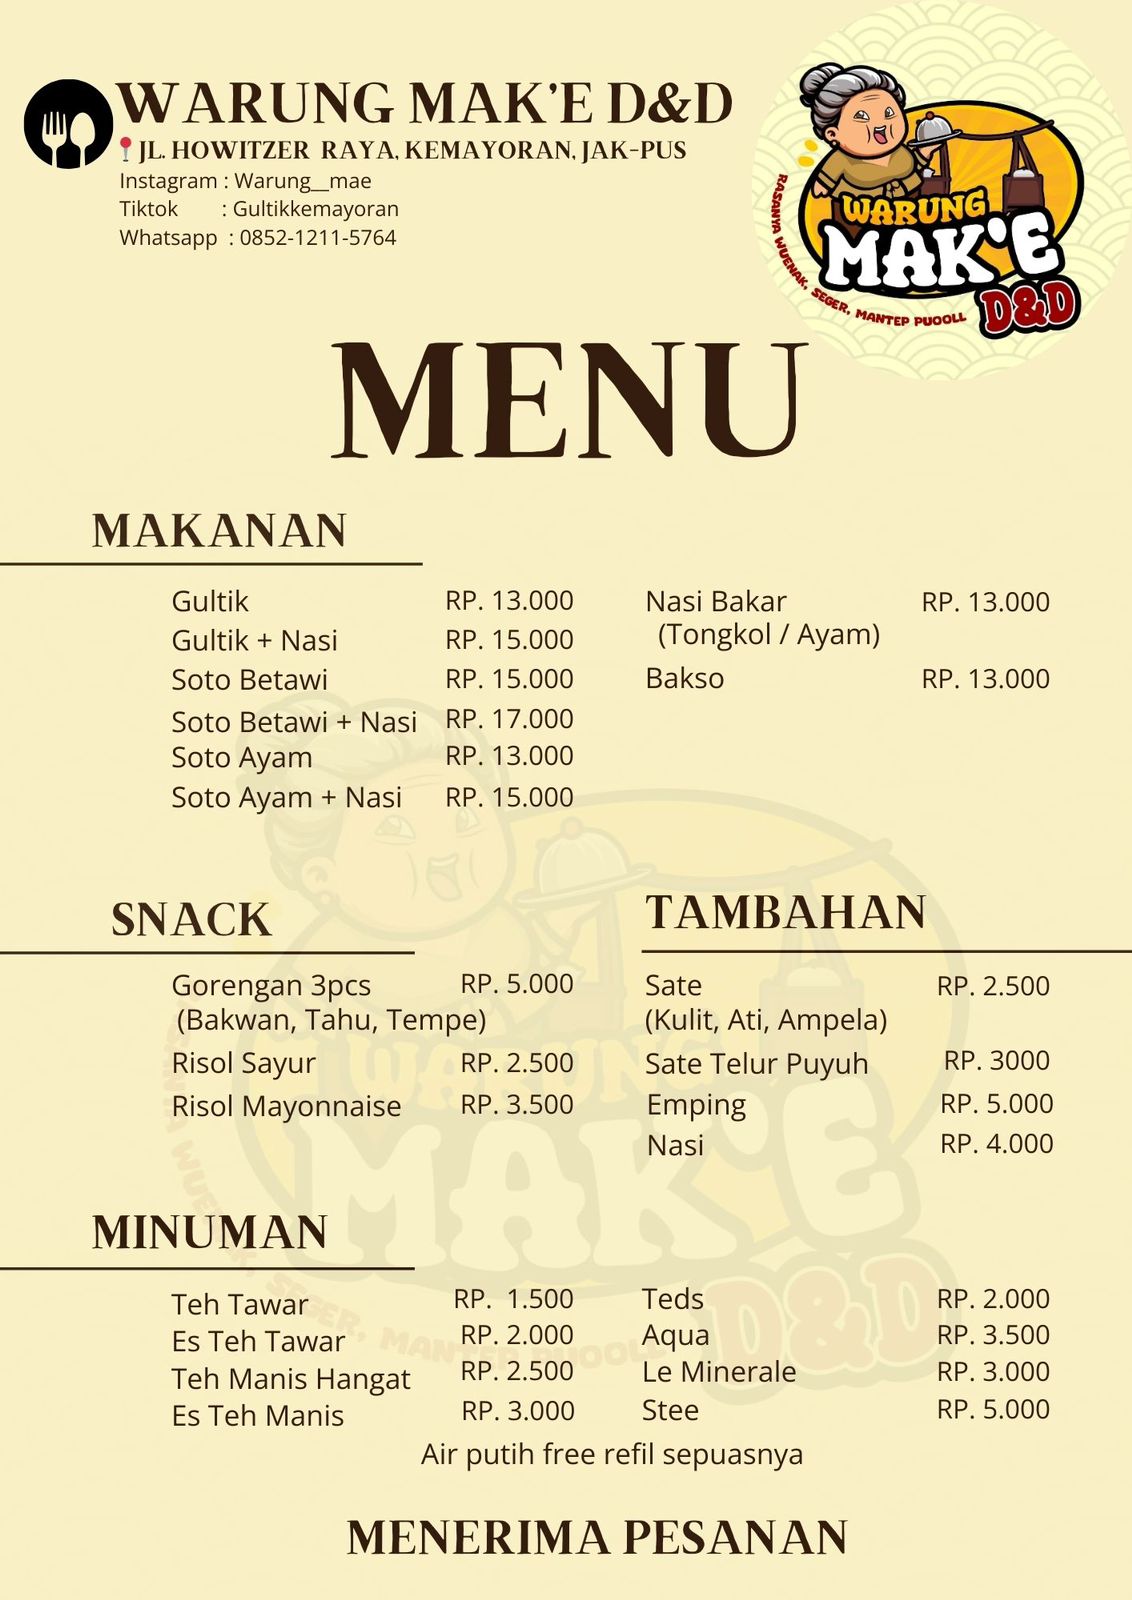 WARUNG MAK'E D&D
JL. HOWITZER RAYA, KEMAYORAN, JAK-PUS
Instagram : Warung__mae
Tiktok : Gultikkemayoran
Whatsapp : 0852-1211-5764
WARUNG
MAK'E
D&D
RASANYA WUENAK, SEGER, MANTEP PUOOLL
MENU
MAKANAN
Gultik RP. 13.000
Gultik + Nasi RP. 15.000
Soto Betawi RP. 15.000
Soto Betawi + Nasi RP. 17.000
Soto Ayam RP. 13.000
Soto Ayam + Nasi RP. 15.000
Nasi Bakar RP. 13.000
(Tongkol / Ayam)
Bakso RP. 13.000
SNACK
Gorengan 3pcs RP. 5.000
(Bakwan, Tahu, Tempe)
Risol Sayur RP. 2.500
Risol Mayonnaise RP. 3.500
TAMBAHAN
Sate RP. 2.500
(Kulit, Ati, Ampela)
Sate Telur Puyuh RP. 3000
Emping RP. 5.000
Nasi RP. 4.000
MINUMAN
Teh Tawar RP. 1.500
Es Teh Tawar RP. 2.000
Teh Manis Hangat RP. 2.500
Es Teh Manis RP. 3.000
Teds RP. 2.000
Aqua RP. 3.500
Le Minerale RP. 3.000
Stee RP. 5.000
Air putih free refil sepuasnya
MENERIMA PESANAN
WARUNG
MAK'E
D&D
RASANYA WUENAK, SEGER, MANTEP PUOOLL